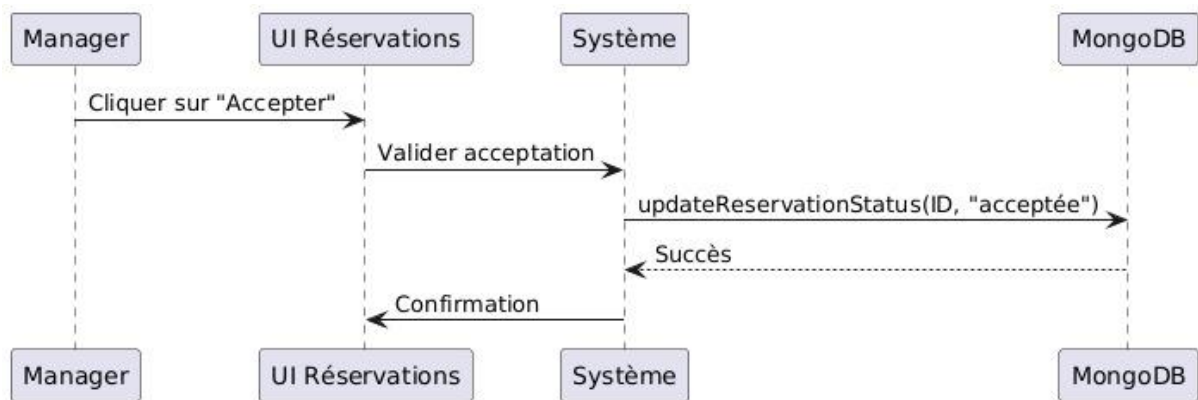 Manager
UI Réservations
Système
MongoDB
Cliquer sur "Accepter"
Valider acceptation
updateReservationStatus(ID, "acceptée")
Succès
Confirmation
Manager
UI Réservations
Système
MongoDB